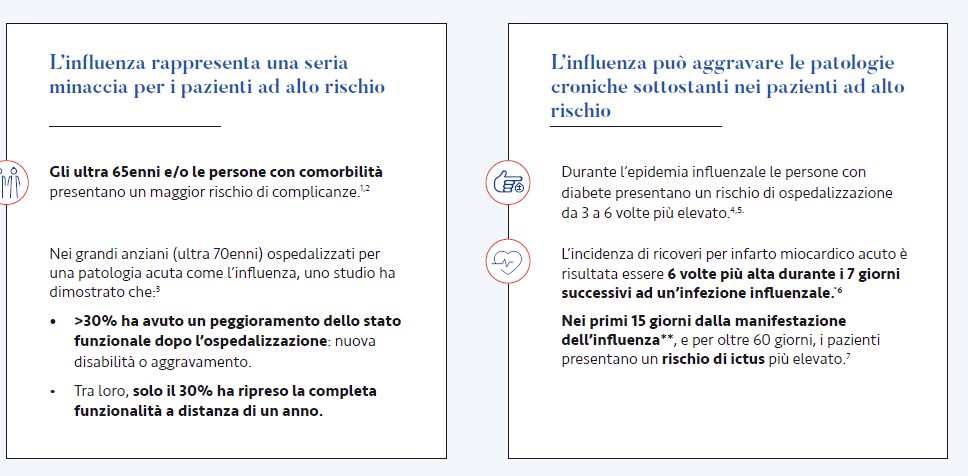 L’influenza rappresenta una seria
minaccia per i pazienti ad alto rischio
Gli ultra 65enni e/o le persone con comorbilità
presentano un maggior rischio di complicanze.1,2
Nei grandi anziani (ultra 70enni) ospedalizzati per
una patologia acuta come l’influenza, uno studio ha
dimostrato che:3
• >30% ha avuto un peggioramento dello stato
funzionale dopo l’ospedalizzazione: nuova
disabilità o aggravamento.
• Tra loro, solo il 30% ha ripreso la completa
funzionalità a distanza di un anno.
L’influenza può aggravare le patologie
croniche sottostanti nei pazienti ad alto
rischio
Durante l’epidemia influenzale le persone con
diabete presentano un rischio di ospedalizzazione
da 3 a 6 volte più elevato.4,5.
L’incidenza di ricoveri per infarto miocardico acuto è
risultata essere 6 volte più alta durante i 7 giorni
successivi ad un’infezione influenzale.*6
Nei primi 15 giorni dalla manifestazione
dell’influenza**, e per oltre 60 giorni, i pazienti
presentano un rischio di ictus più elevato.7